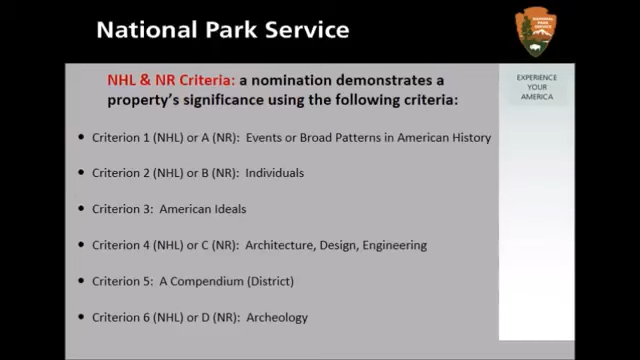 National Park Service
NATIONAL
PARK
SERVICE
EXPERIENCE
YOUR
AMERICA
NHL & NR Criteria: a nomination demonstrates a
property's significance using the following criteria:
• Criterion 1 (NHL) or A (NR): Events or Broad Patterns in American History
• Criterion 2 (NHL) or B (NR): Individuals
• Criterion 3: American Ideals
• Criterion 4 (NHL) or C (NR): Architecture, Design, Engineering
• Criterion 5: A Compendium (District)
• Criterion 6 (NHL) or D (NR): Archeology